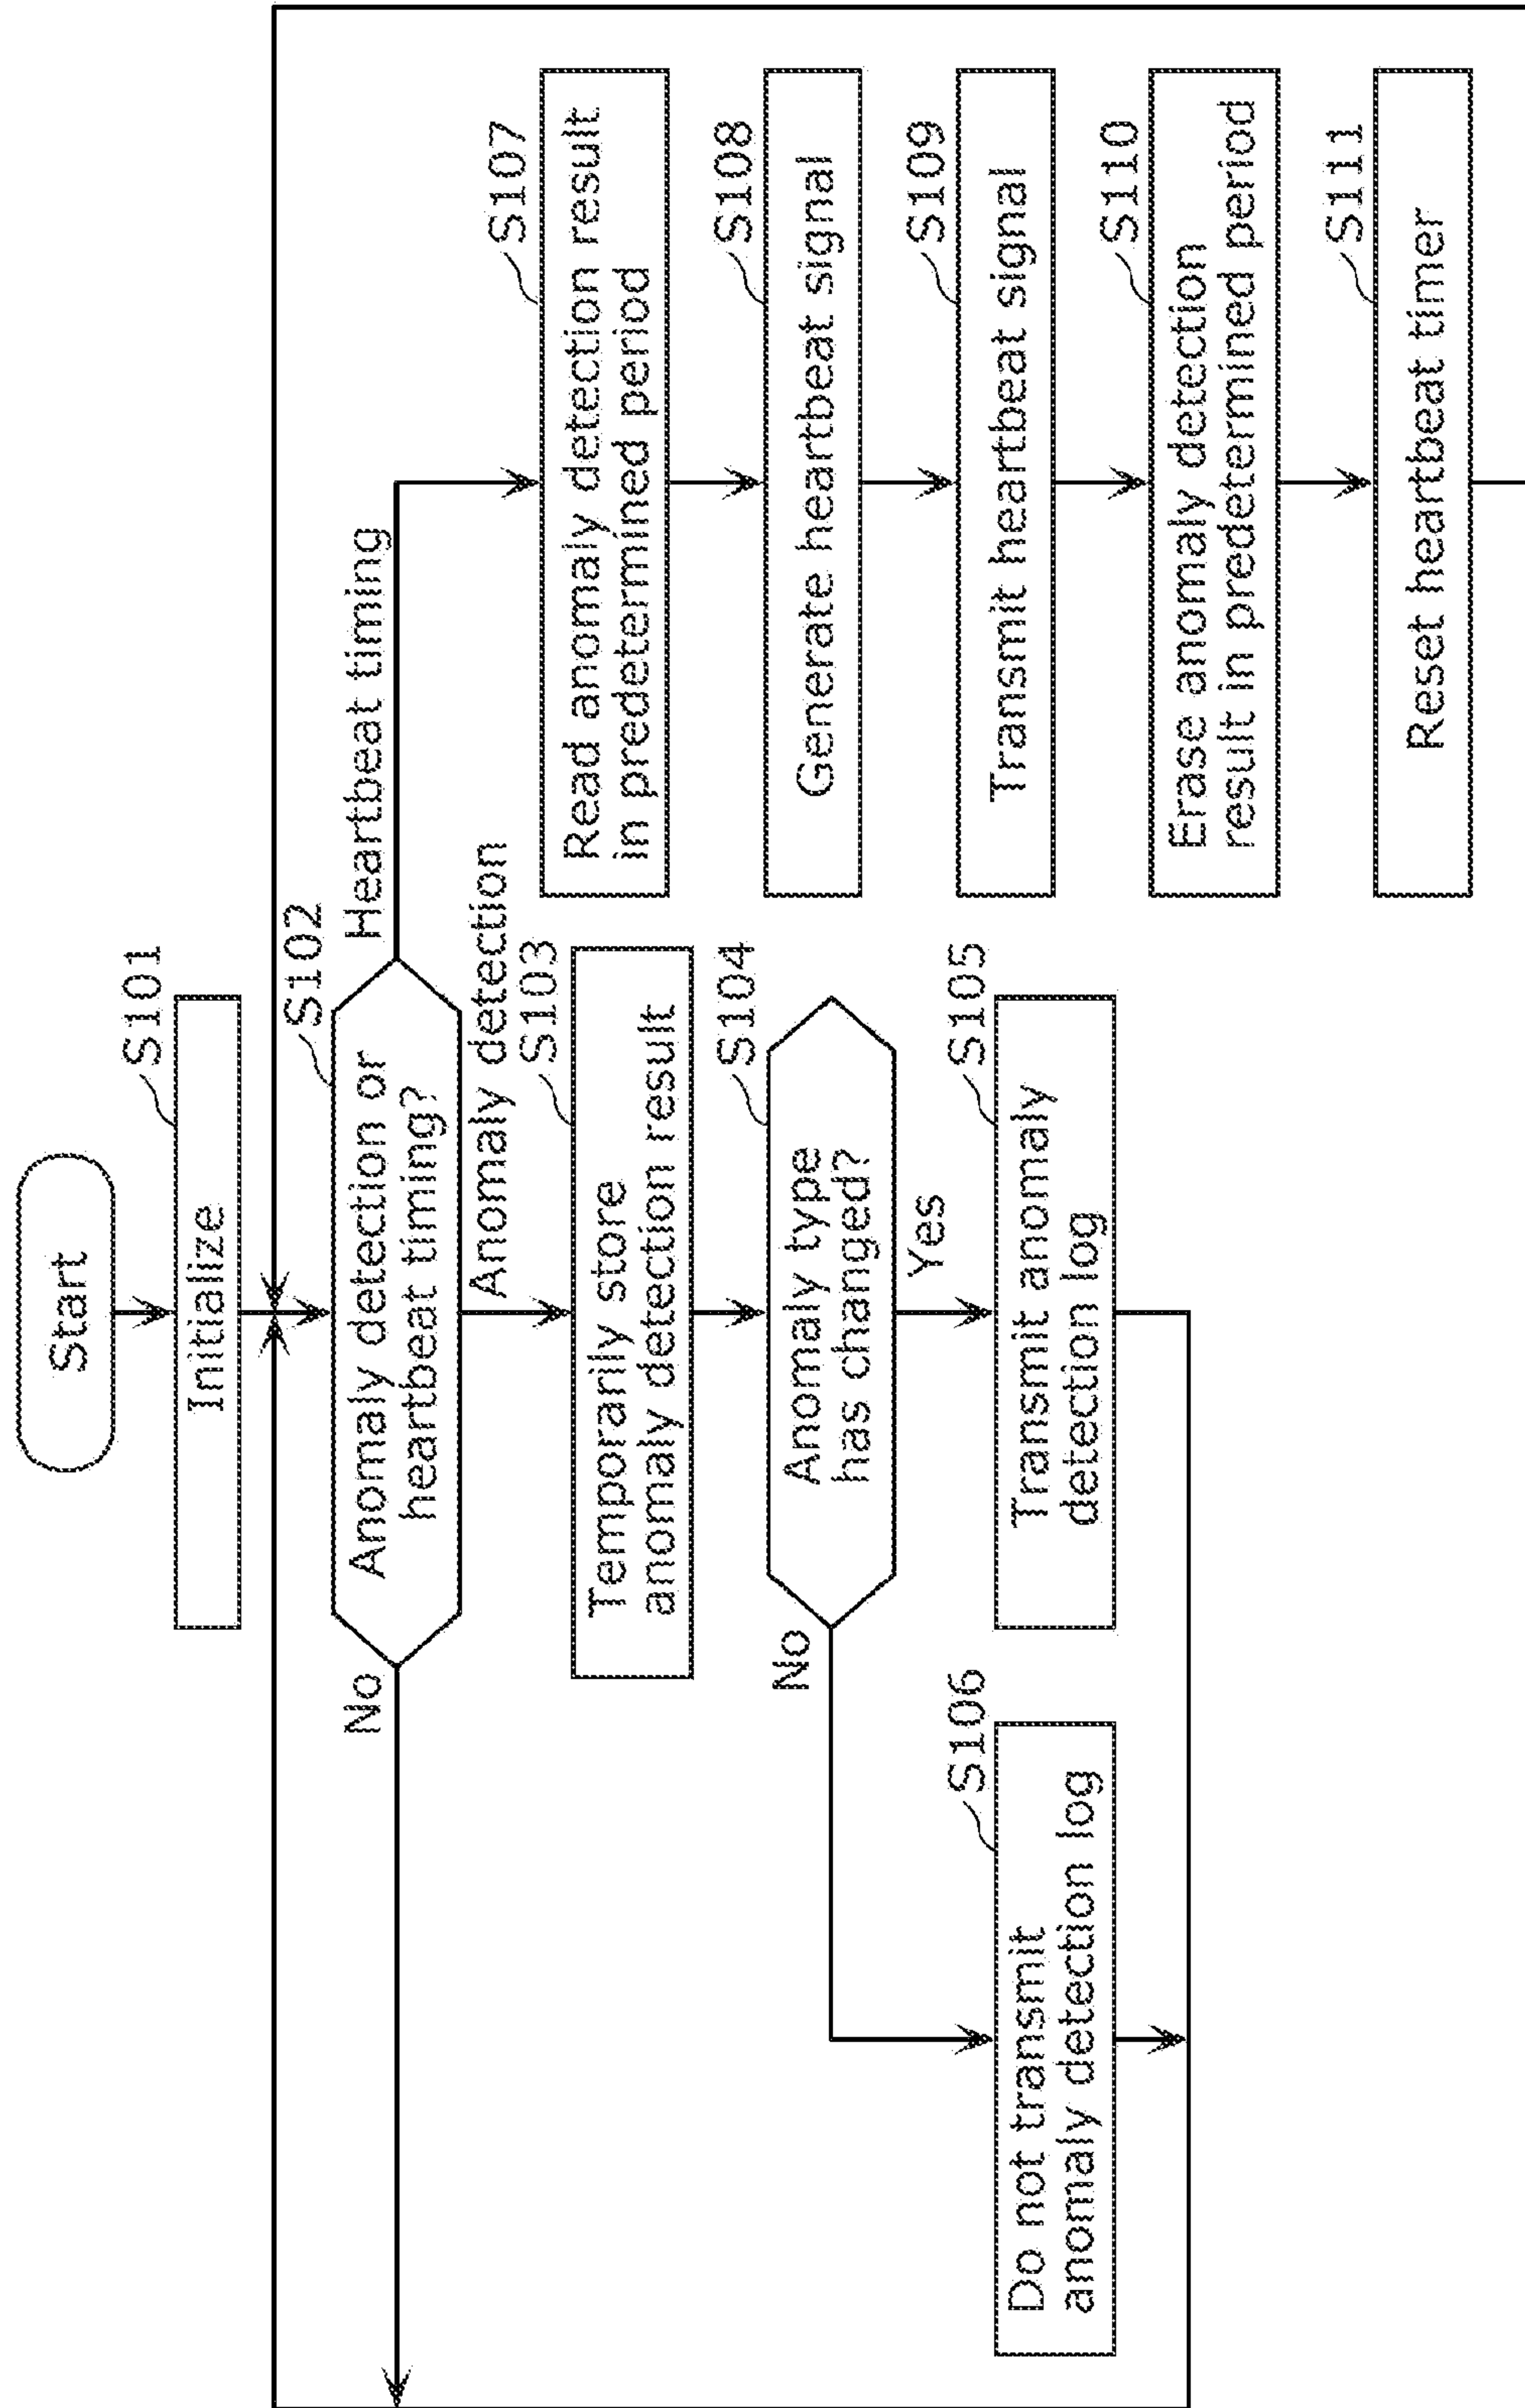 Start
S101
Initialize
S102
Anomaly detection or
heartbeat timing?
No
Heartbeat timing
Anomaly detection
S103
Temporarily store
anomaly detection result
S104
Anomaly type
has changed?
No
Yes
S105
Transmit anomaly
detection log
S106
Do not transmit
anomaly detection log
S107
Read anomaly detection result
in predetermined period
S108
Generate heartbeat signal
S109
Transmit heartbeat signal
S110
Erase anomaly detection
result in predetermined period
S111
Reset heartbeat timer